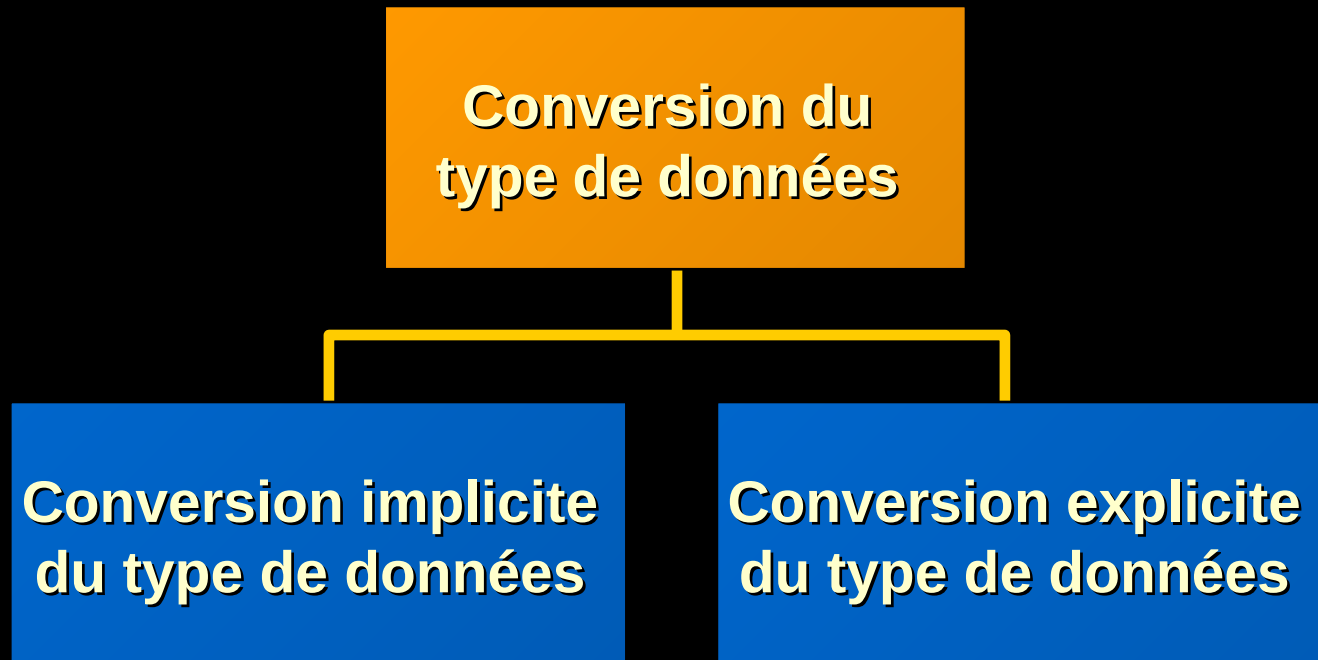 Conversion du
type de données
Conversion implicite
du type de données
Conversion explicite
du type de données